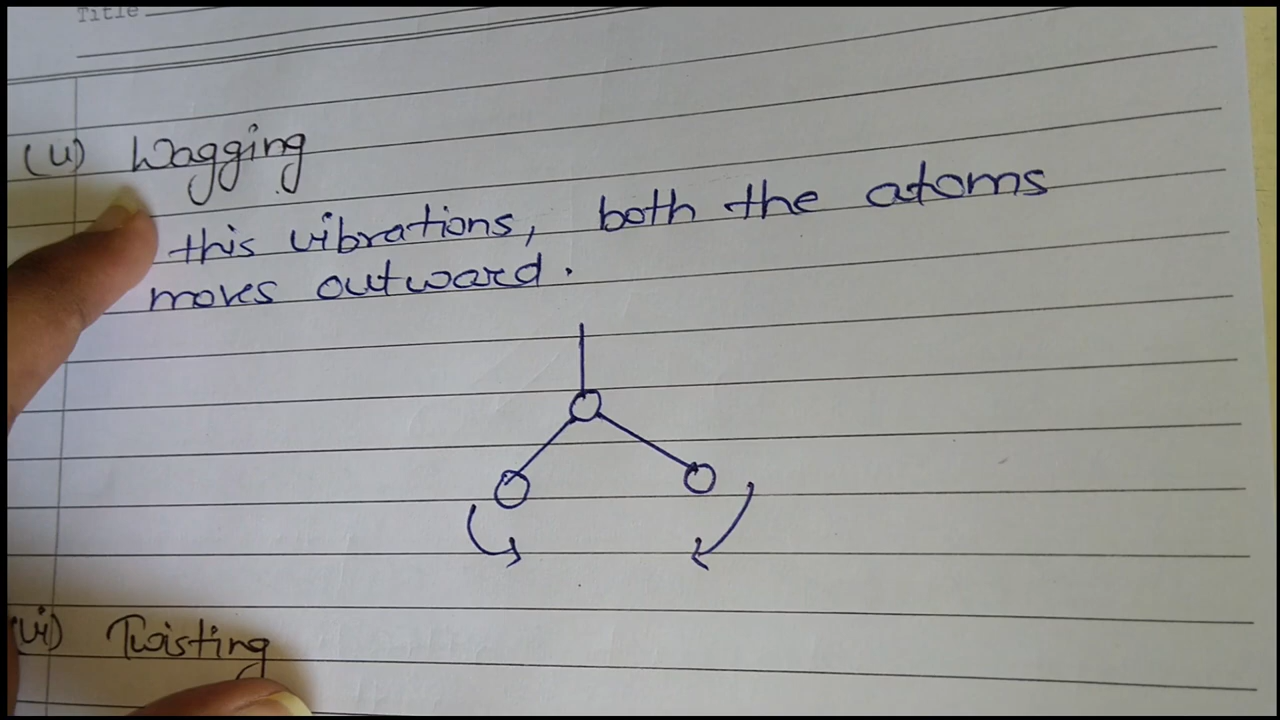 Title
(v) Wagging
this vibrations, both the atoms
moves outward.
(vi) Twisting